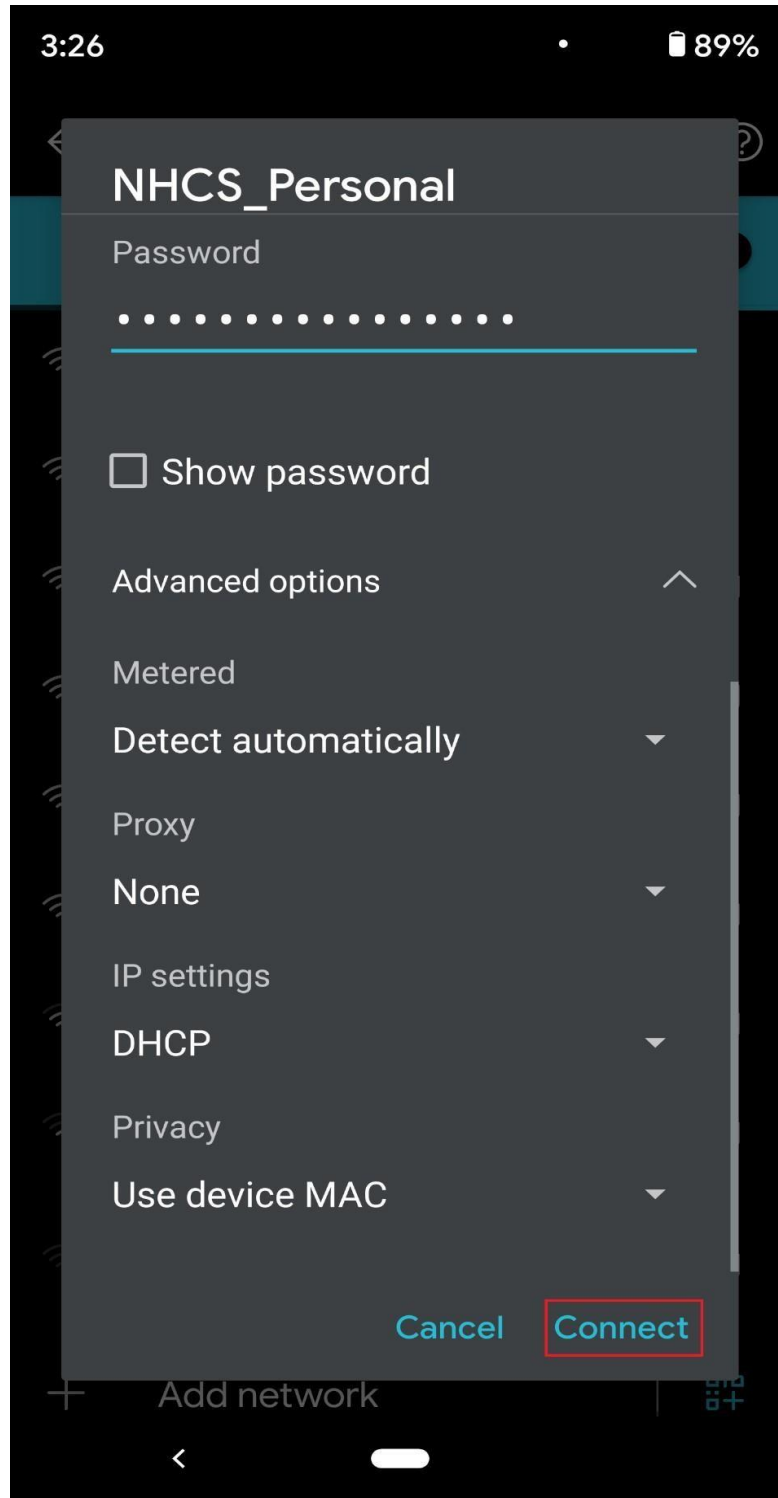 3:26
89%
NHCS_Personal
Password
••••••••••••••••
Show password
Advanced options
Metered
Detect automatically
Proxy
None
IP settings
DHCP
Privacy
Use device MAC
Cancel Connect
Add network